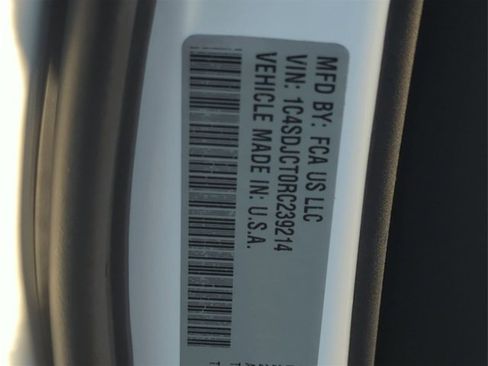 MFD BY: FCA US LLC
VIN: 1C4SDJCT0RC239214
VEHICLE MADE IN: U.S.A.